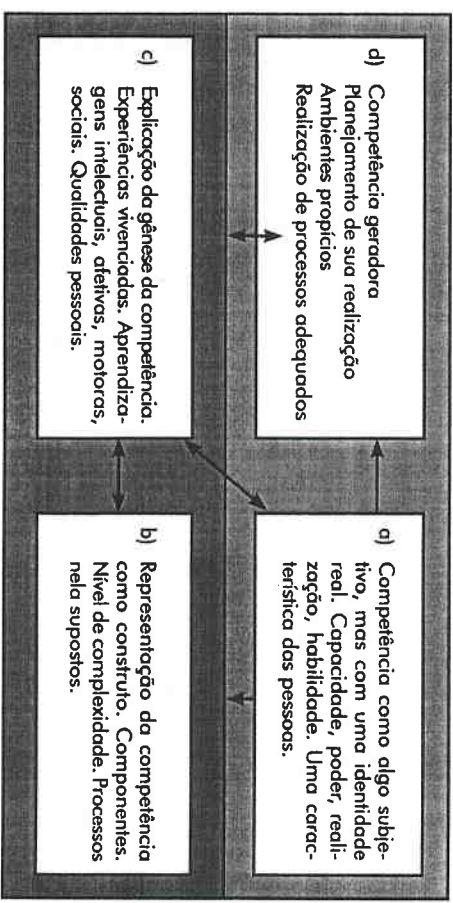 a) Competência como algo subje-
tivo, mas com uma identidade
real. Capacidade, poder, reali-
zação, habilidade. Uma carac-
terística das pessoas.
b) Representação da competência
como construto. Componentes.
Nível de complexidade. Processos
nela supostos.
c) Explicação da gênese da competência.
Experiências vivenciadas. Aprendiza-
gens intelectuais, afetivas, motoras,
sociais. Qualidades pessoais.
d) Competência geradora
Planejamento de sua realização
Ambientes propícios
Realização de processos adequados